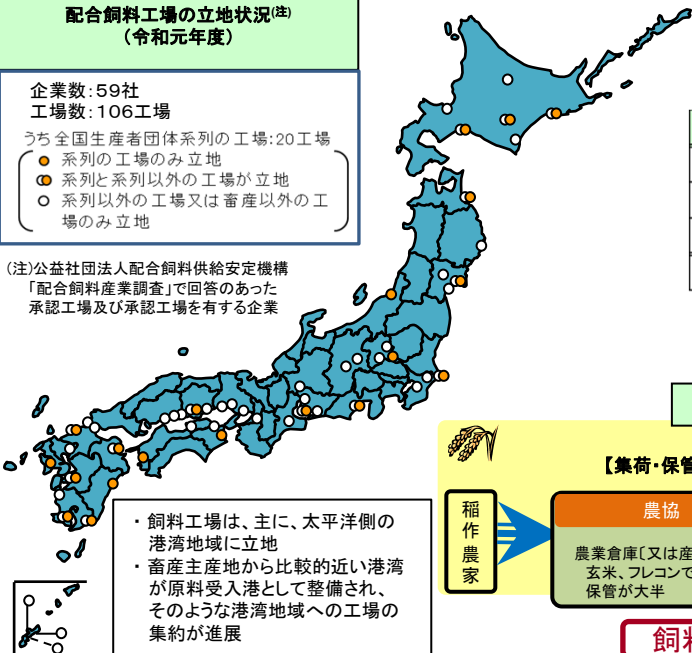 配合飼料工場の立地状況(注)
(令和元年度)
企業数:59社
工場数:106工場
うち全国生産者団体系列の工場:20工場
系列の工場のみ立地
系列と系列以外の工場が立地
系列以外の工場又は畜産以外の工
場のみ立地
(注)公益社団法人配合飼料供給安定機構
「配合飼料産業調査」で回答のあった
承認工場及び承認工場を有する企業
・飼料工場は、主に、太平洋側の
港湾地域に立地
・畜産主産地から比較的近い港湾
が原料受入港として整備され、
そのような港湾地域への工場の
集約が進展
【集荷・保管
稲作農家
農協
農業倉庫〔又は産
玄米、フレコンで
保管が大半
飼料